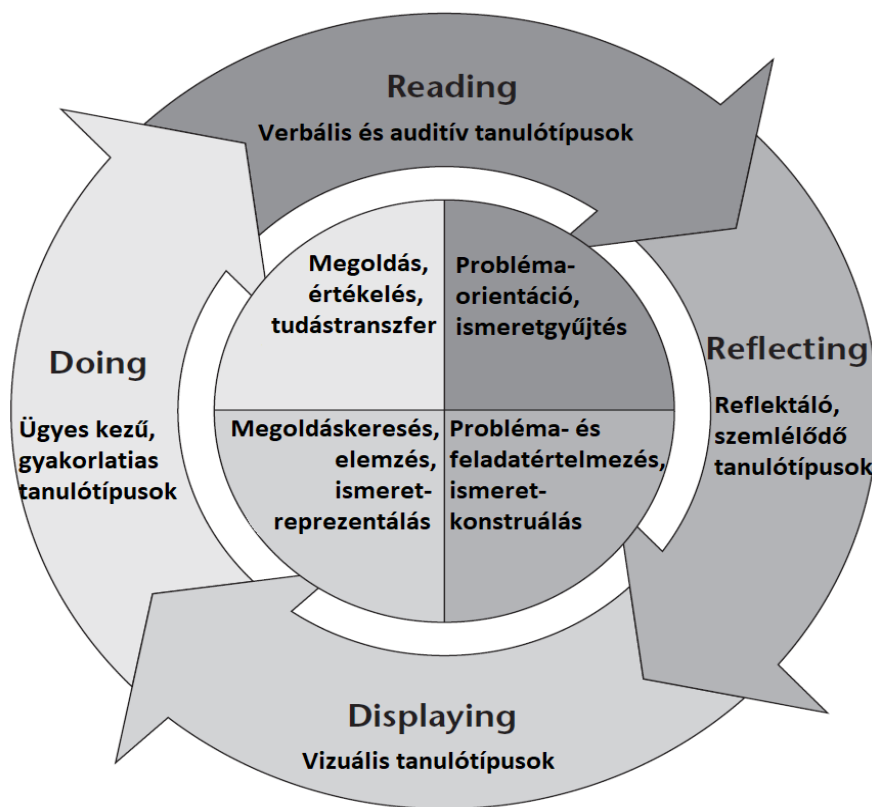 Reading
Verbális és auditív tanulótípusok
Megoldás,
értékelés,
tudástranszfer
Probléma-
orientáció,
ismeretgyűjtés
Reflecting
Reflektáló,
szemlélődő
tanulótípusok
Doing
Ügyes kezű,
gyakorlatias
tanulótípusok
Megoldáskeresés,
elemzés,
ismeret-
reprezentálás
Probléma- és
feladatértelmezés,
ismeret-
konstruálás
Displaying
Vizuális tanulótípusok